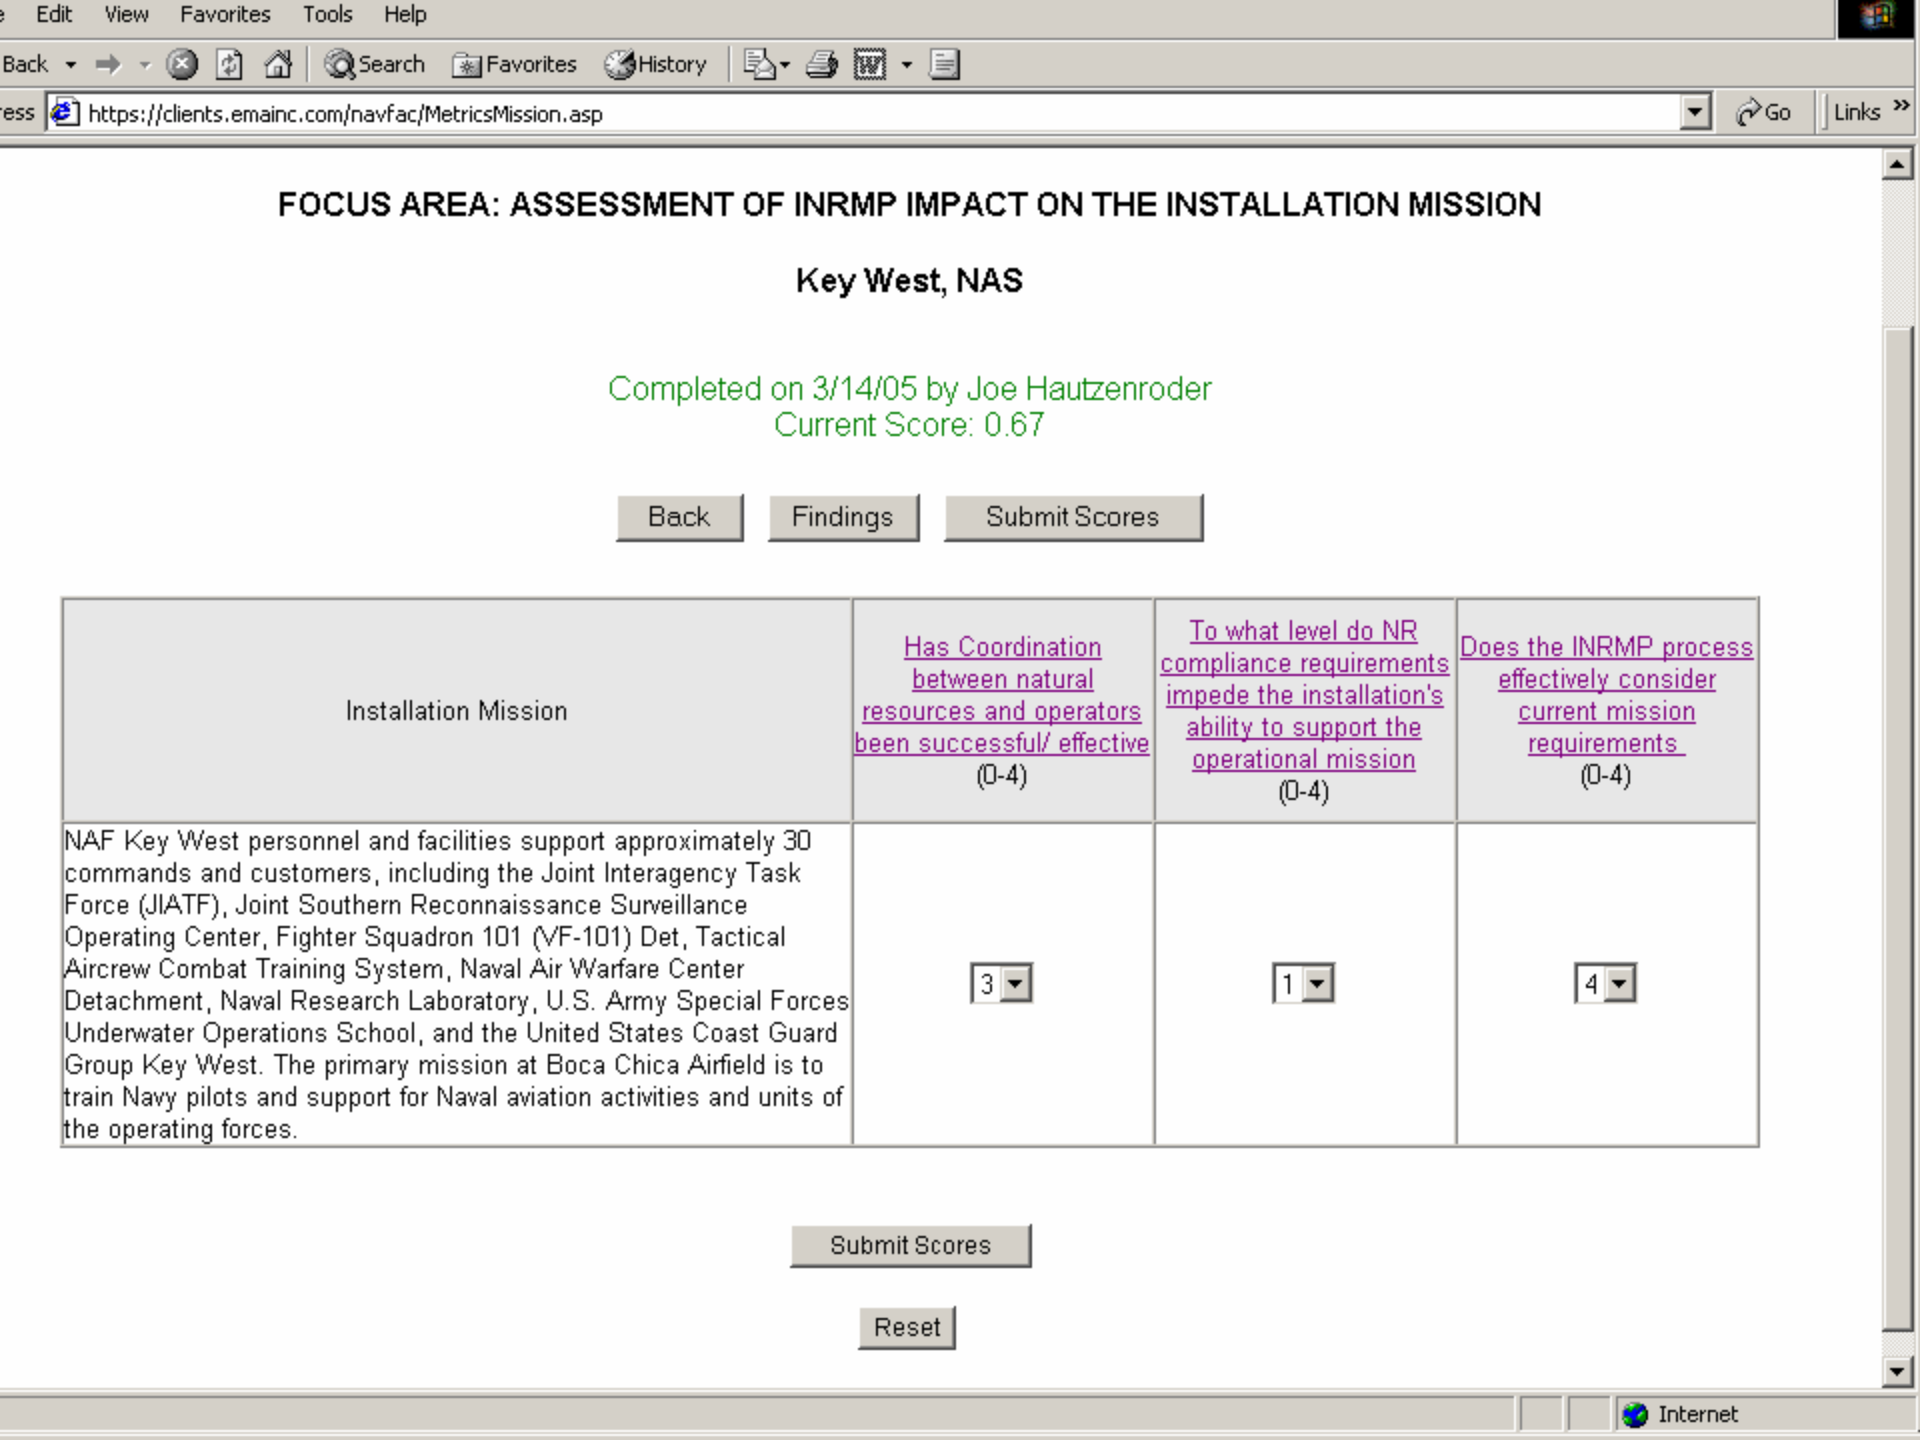 Edit View Favorites Tools Help
Back Search Favorites History
ess https://clients.emainc.com/navfac/MetricsMission.asp Go Links »
FOCUS AREA: ASSESSMENT OF INRMP IMPACT ON THE INSTALLATION MISSION
Key West, NAS
Completed on 3/14/05 by Joe Hautzenroder
Current Score: 0.67
Back Findings Submit Scores
Installation Mission
Has Coordination
between natural
resources and operators
been successful/ effective
(0-4)
To what level do NR
compliance requirements
impede the installation's
ability to support the
operational mission
(0-4)
Does the INRMP process
effectively consider
current mission
requirements
(0-4)
NAF Key West personnel and facilities support approximately 30
commands and customers, including the Joint Interagency Task
Force (JIATF), Joint Southern Reconnaissance Surveillance
Operating Center, Fighter Squadron 101 (VF-101) Det, Tactical
Aircrew Combat Training System, Naval Air Warfare Center
Detachment, Naval Research Laboratory, U.S. Army Special Forces
Underwater Operations School, and the United States Coast Guard
Group Key West. The primary mission at Boca Chica Airfield is to
train Navy pilots and support for Naval aviation activities and units of
the operating forces.
3 1 4
Submit Scores
Reset
Internet